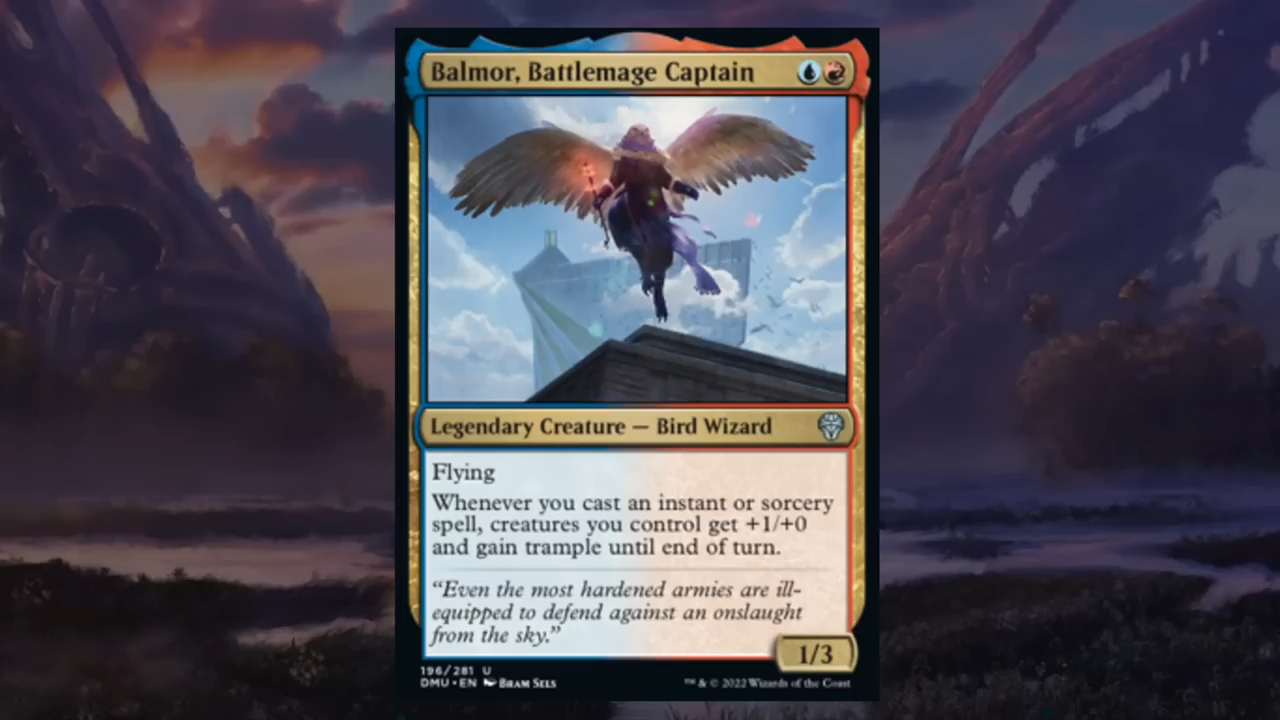 Balmor, Battlemage Captain
Legendary Creature — Bird Wizard
Flying
Whenever you cast an instant or sorcery
spell, creatures you control get +1/+0
and gain trample until end of turn.
“Even the most hardened armies are ill-
equipped to defend against an onslaught
from the sky.”
1/3
196/281 U
DMU • EN Bram Sels
™ & © 2022 Wizards of the Coast